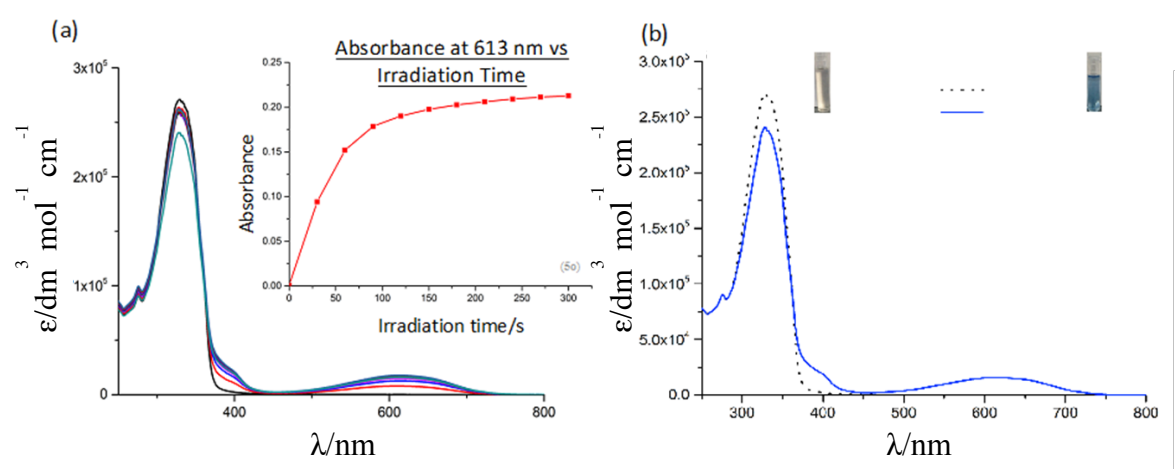 (a)
Absorbance at 613 nm vs
Irradiation Time
3x10⁵
2x10⁵
1x10⁵
0
ε/dm³ mol⁻¹ cm⁻¹
400
600
800
λ/nm
0.25
0.20
0.15
0.10
0.05
0.00
Absorbance
0
50
100
150
200
250
300
Irradiation time/s
(b)
3.0x10⁵
2.5x10⁵
2.0x10⁵
1.5x10⁵
1.0x10⁵
5.0x10⁴
0.0
ε/dm³ mol⁻¹ cm⁻¹
300
400
500
600
700
800
λ/nm